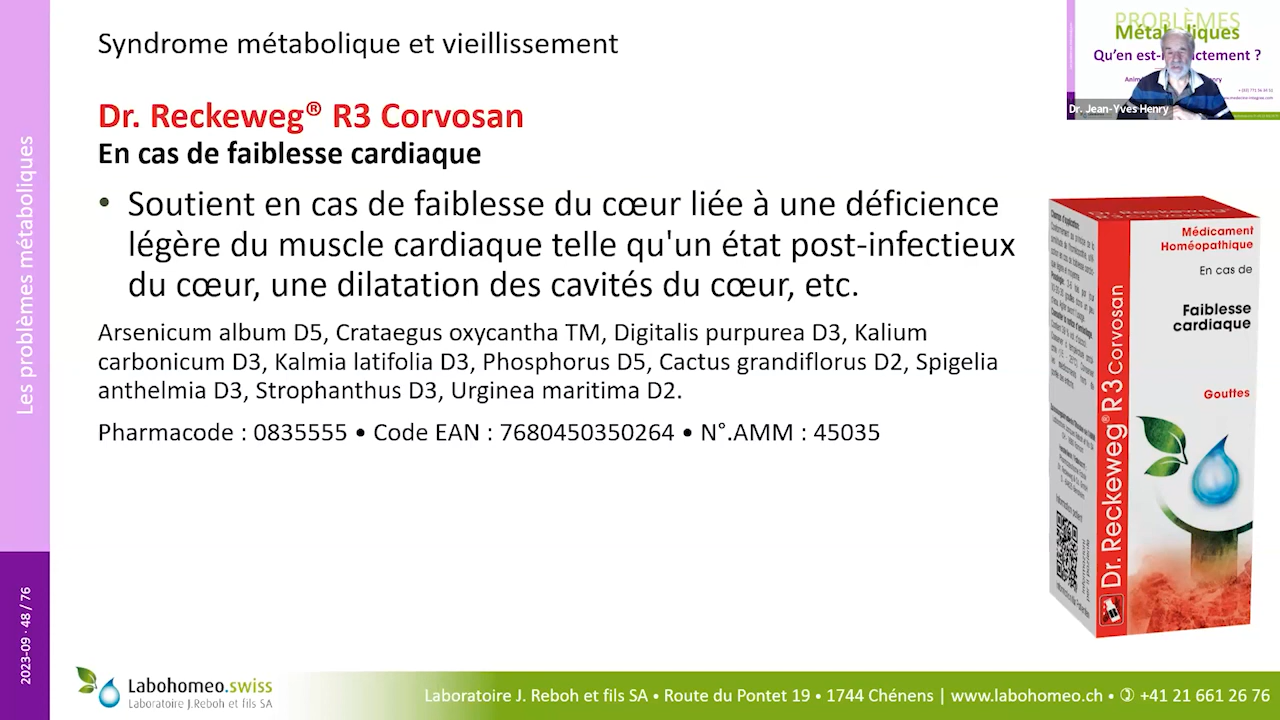 Syndrome métabolique et vieillissement
Dr. Reckeweg® R3 Corvosan
En cas de faiblesse cardiaque
• Soutient en cas de faiblesse du cœur liée à une déficience
légère du muscle cardiaque telle qu'un état post-infectieux
du cœur, une dilatation des cavités du cœur, etc.
Arsenicum album D5, Crataegus oxycantha TM, Digitalis purpurea D3, Kalium
carbonicum D3, Kalmia latifolia D3, Phosphorus D5, Cactus grandiflorus D2, Spigelia
anthelmia D3, Strophanthus D3, Urginea maritima D2.
Pharmacode : 0835555 • Code EAN : 7680450350264 • N°.AMM : 45035
Les problèmes métaboliques
2023-09 · 48 / 76
PROBLÈMES
Métaboliques
Qu'en est-
ctement ?
Dr. Jean-Yves Henry
R3 Corvosan
Médicament
Homéopathique
En cas de
Faiblesse
cardiaque
Gouttes
Dr. Reckeweg® R3 Corvosan
Labohomeo.swiss
Laboratoire J.Reboh et fils SA
Laboratoire J. Reboh et fils SA • Route du Pontet 19 • 1744 Chénens | www.labohomeo.ch • ✆ +41 21 661 26 76